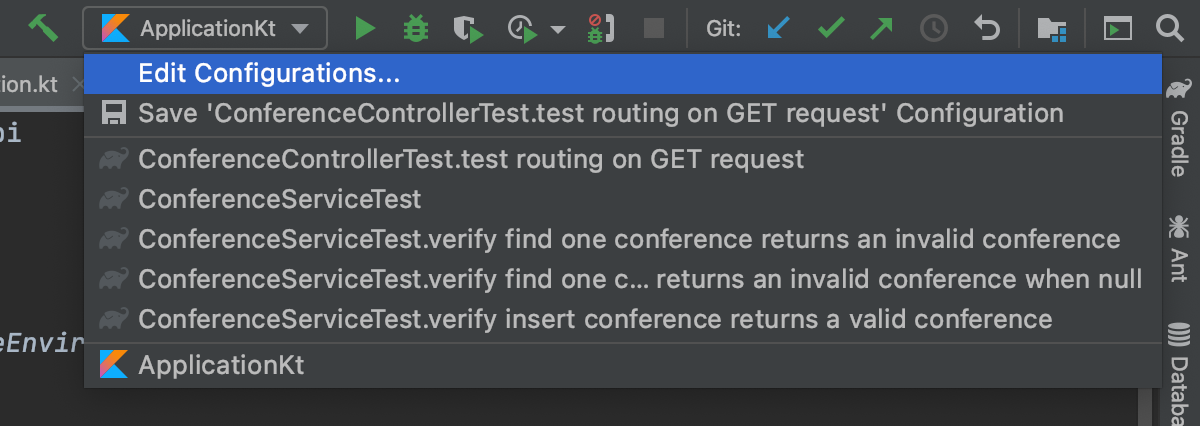 ApplicationKt
Git:
tion.kt
Edit Configurations...
Save 'ConferenceControllerTest.test routing on GET request' Configuration
pi
ConferenceControllerTest.test routing on GET request
ConferenceServiceTest
ConferenceServiceTest.verify find one conference returns an invalid conference
ConferenceServiceTest.verify find one c... returns an invalid conference when null
ConferenceServiceTest.verify insert conference returns a valid conference
eEnvir
ApplicationKt
Gradle
Ant
Databa